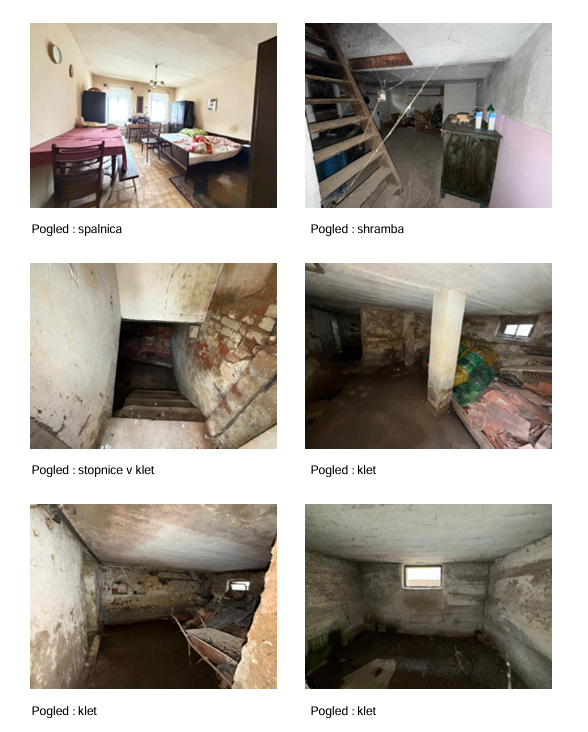 Pogled : spalnica
Pogled : shramba
Pogled : stopnice v klet
Pogled : klet
Pogled : klet
Pogled : klet